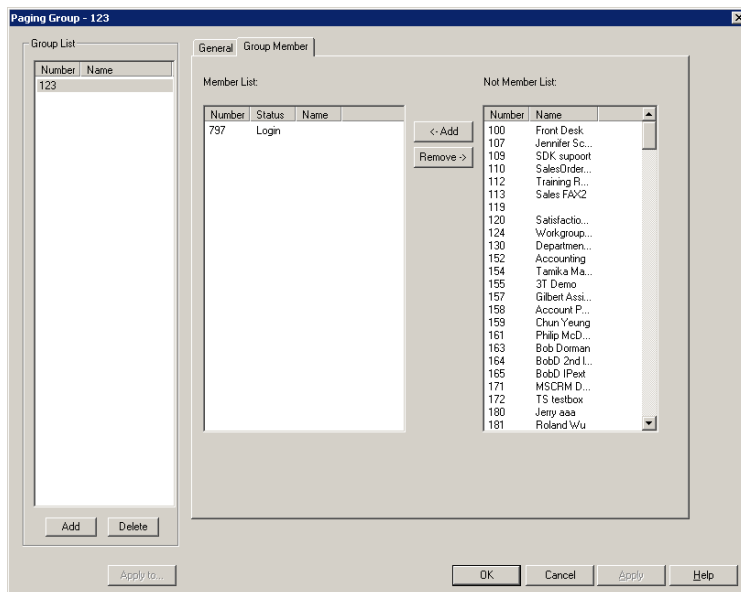 Paging Group - 123
Group List
Number Name
123
Add Delete
Apply to...
General Group Member
Member List:
Number Status Name
797 Login
<- Add
Remove ->
Not Member List:
Number Name
100 Front Desk
107 Jennifer Sc...
109 SDK supoort
110 SalesOrder...
112 Training R...
113 Sales FAX2
119
120 Satisfactio...
124 Workgroup...
130 Departmen...
152 Accounting
154 Tamika Ma...
155 3T Demo
157 Gilbert Assi...
158 Account P...
159 Chun Yeung
161 Philip McD...
163 Bob Dorman
164 BobD 2nd l...
165 BobD IPext
171 MSCRM D...
172 TS testbox
180 Jerry aaa
181 Roland Wu
OK Cancel Apply Help